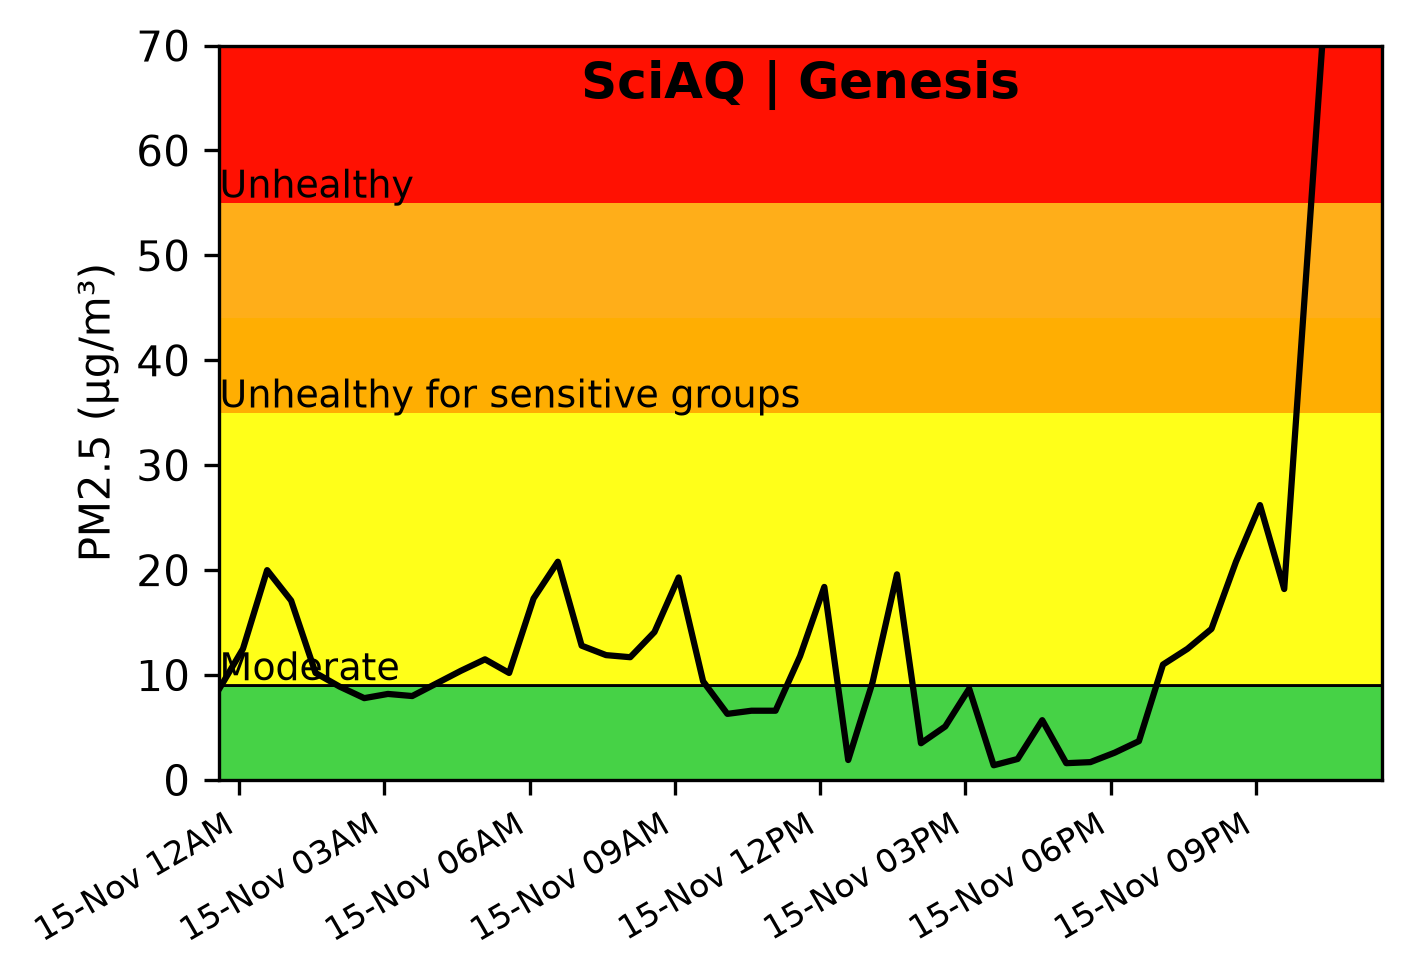 SciAQ | Genesis
70
60
Unhealthy
50
40
Unhealthy for sensitive groups
30
20
Moderate
10
0
PM2.5 (µg/m³)
15-Nov 12AM
15-Nov 03AM
15-Nov 06AM
15-Nov 09AM
15-Nov 12PM
15-Nov 03PM
15-Nov 06PM
15-Nov 09PM